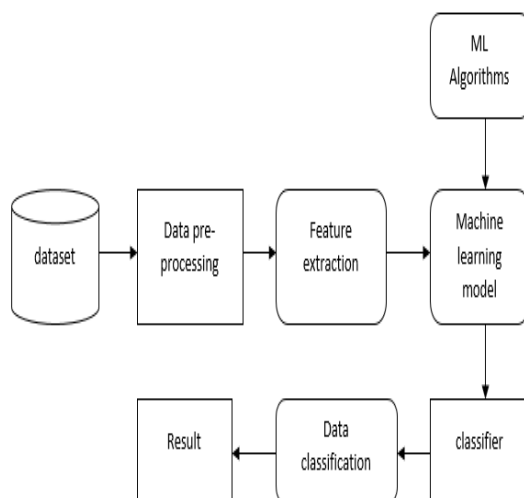 ML
Algorithms
dataset
Data pre-
processing
Feature
extraction
Machine
learning
model
Result
Data
classification
classifier